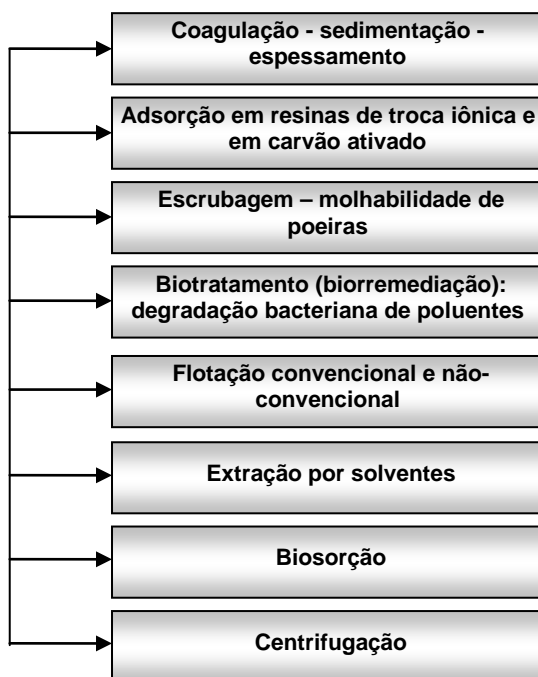 Coagulação - sedimentação -
espessamento
Adsorção em resinas de troca iônica e
em carvão ativado
Escrubagem – molhabilidade de
poeiras
Biotratamento (biorremediação):
degradação bacteriana de poluentes
Flotação convencional e não-
convencional
Extração por solventes
Biosorção
Centrifugação